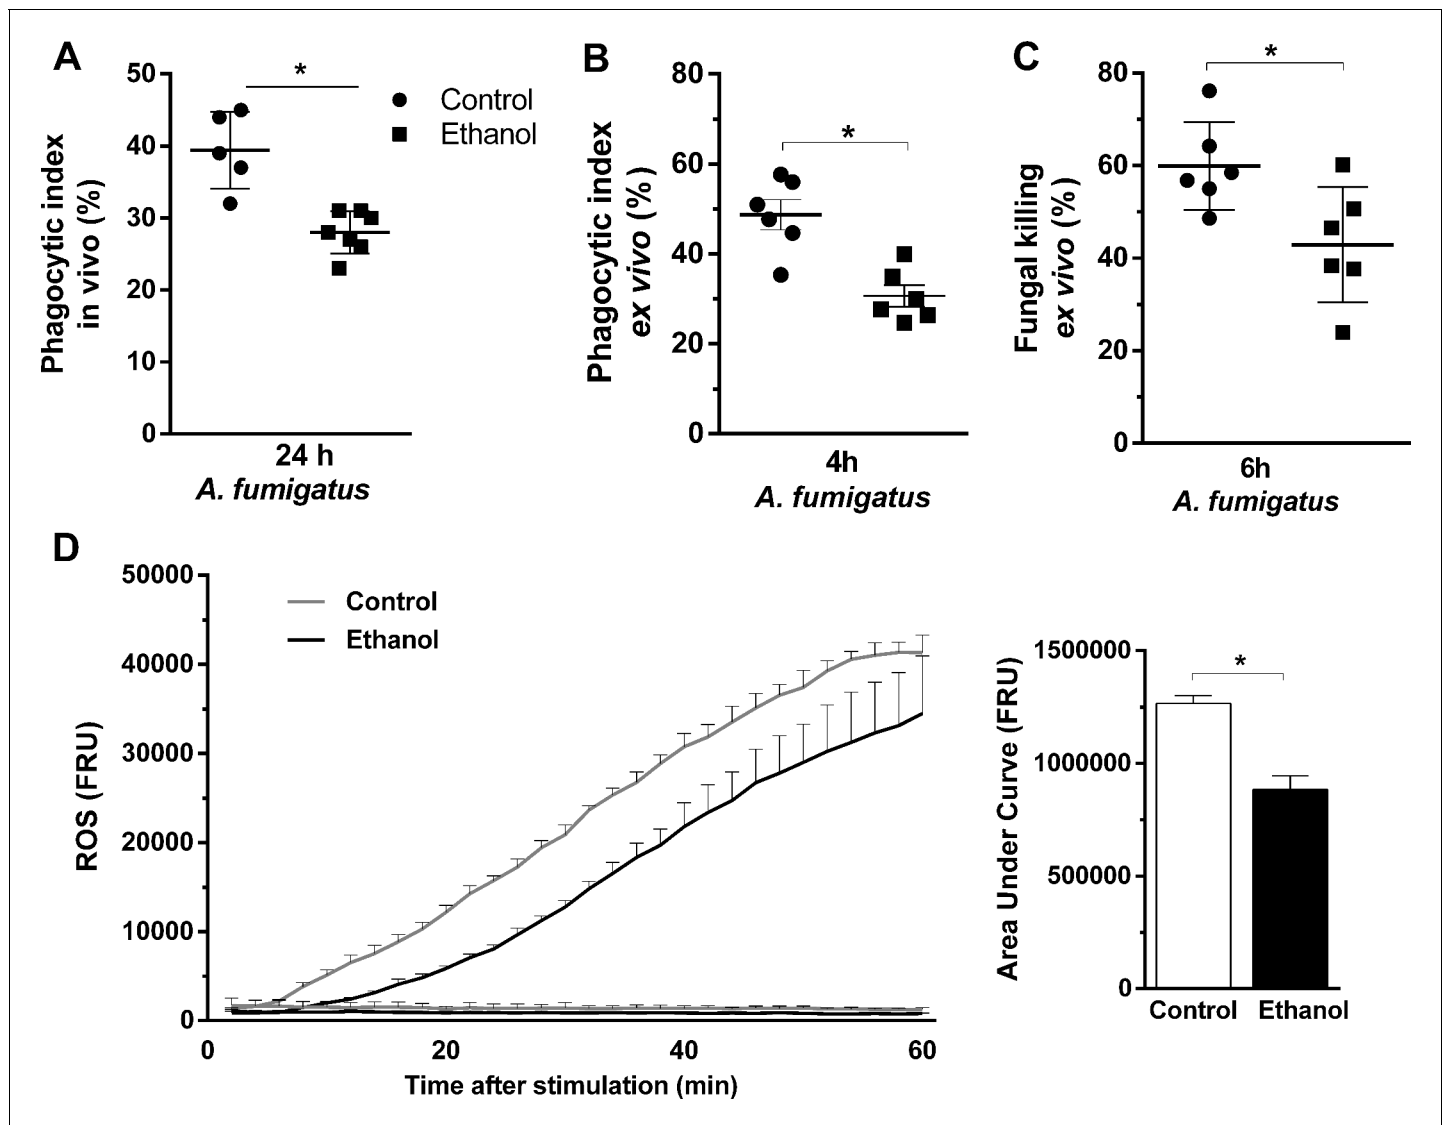 A
*
50
40
30
20
10
0
Phagocytic index
in vivo (%)
Control
Ethanol
24 h
A. fumigatus
B
*
80
60
40
20
0
Phagocytic index
ex vivo (%)
4h
A. fumigatus
C
*
80
60
40
20
0
Fungal killing
ex vivo (%)
6h
A. fumigatus
D
50000
40000
30000
20000
10000
0
ROS (FRU)
Control
Ethanol
0
20
40
60
Time after stimulation (min)
*
1500000
1000000
500000
0
Area Under Curve (FRU)
Control
Ethanol